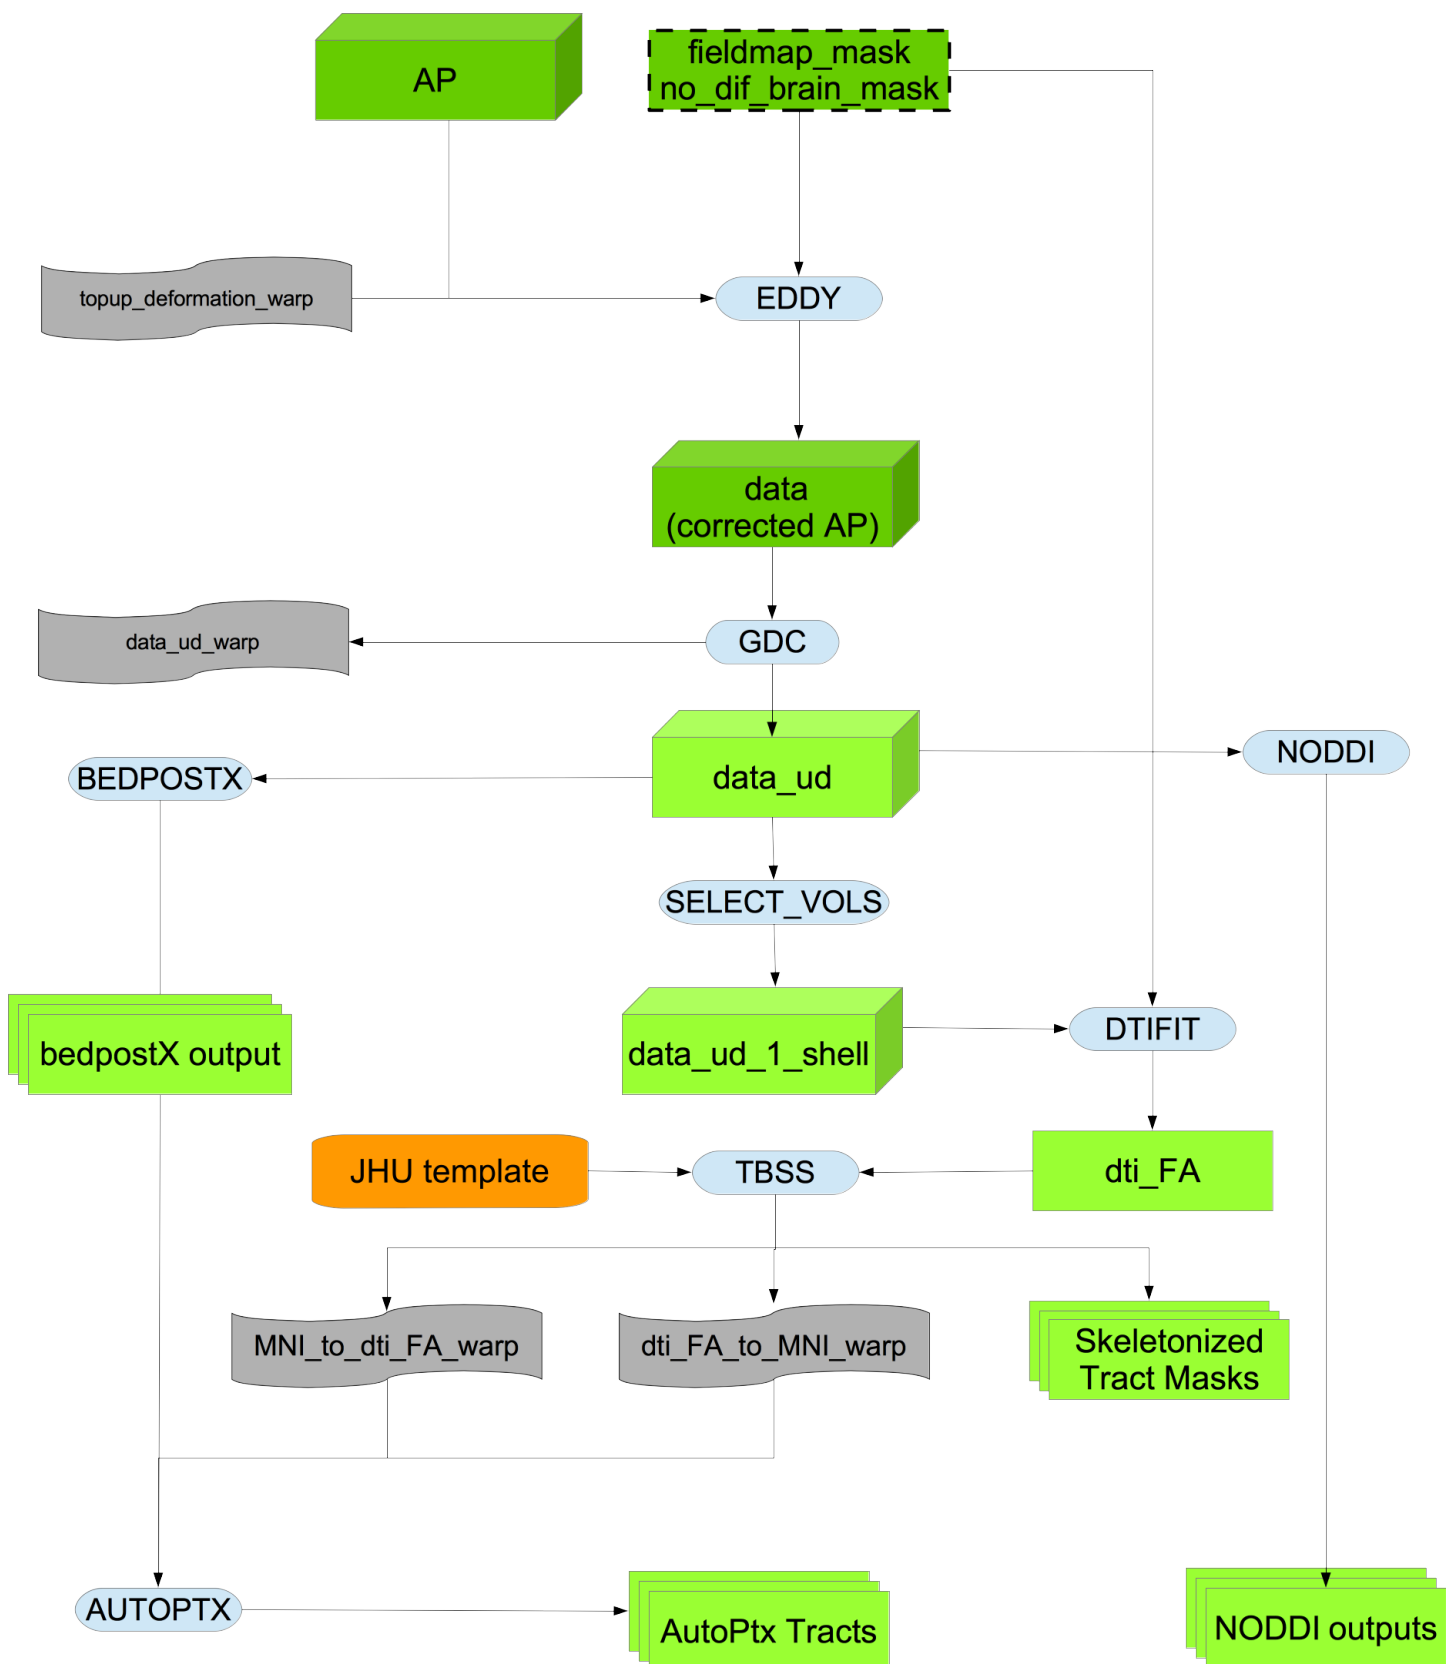 AP
fieldmap_mask
no_dif_brain_mask
topup_deformation_warp
EDDY
data
(corrected AP)
data_ud_warp
GDC
BEDPOSTX
data_ud
NODDI
SELECT_VOLS
bedpostX output
data_ud_1_shell
DTIFIT
JHU template
TBSS
dti_FA
MNI_to_dti_FA_warp
dti_FA_to_MNI_warp
Skeletonized
Tract Masks
AUTOPTX
AutoPtx Tracts
NODDI outputs